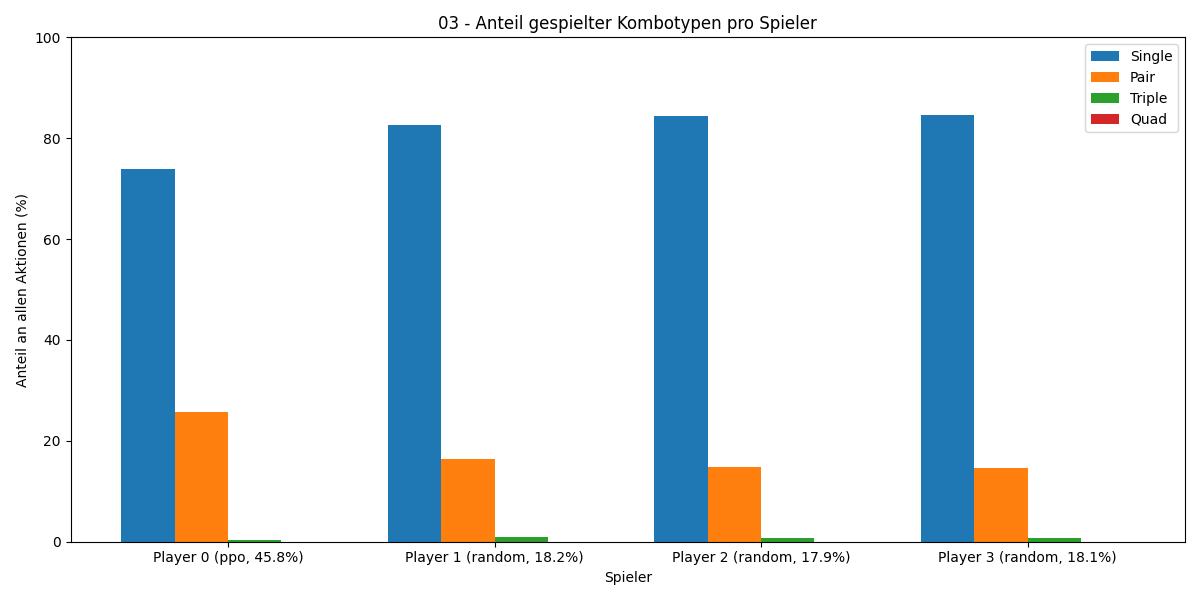 03 - Anteil gespielter Kombotypen pro Spieler
Anteil an allen Aktionen (%)
100
80
60
40
20
0
Single
Pair
Triple
Quad
Player 0 (ppo, 45.8%)
Player 1 (random, 18.2%)
Player 2 (random, 17.9%)
Player 3 (random, 18.1%)
Spieler